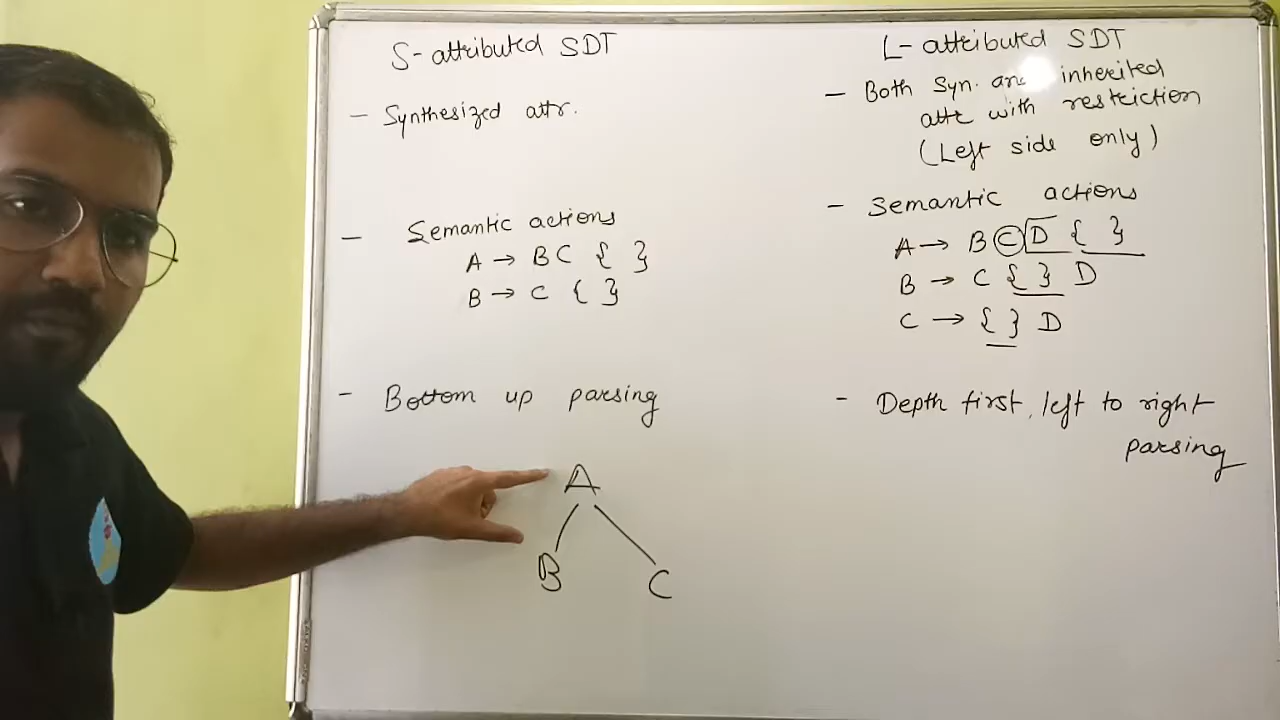 S-attributed SDT
- Synthesized attr.
- Semantic actions
A → BC { }
B → C { }
- Bottom up parsing
A
B C
L-attributed SDT
- Both Syn. and inherited
attr with restriction
(Left side only)
- Semantic actions
A → B C D { }
B → C { } D
C → { } D
- Depth first, left to right
parsing